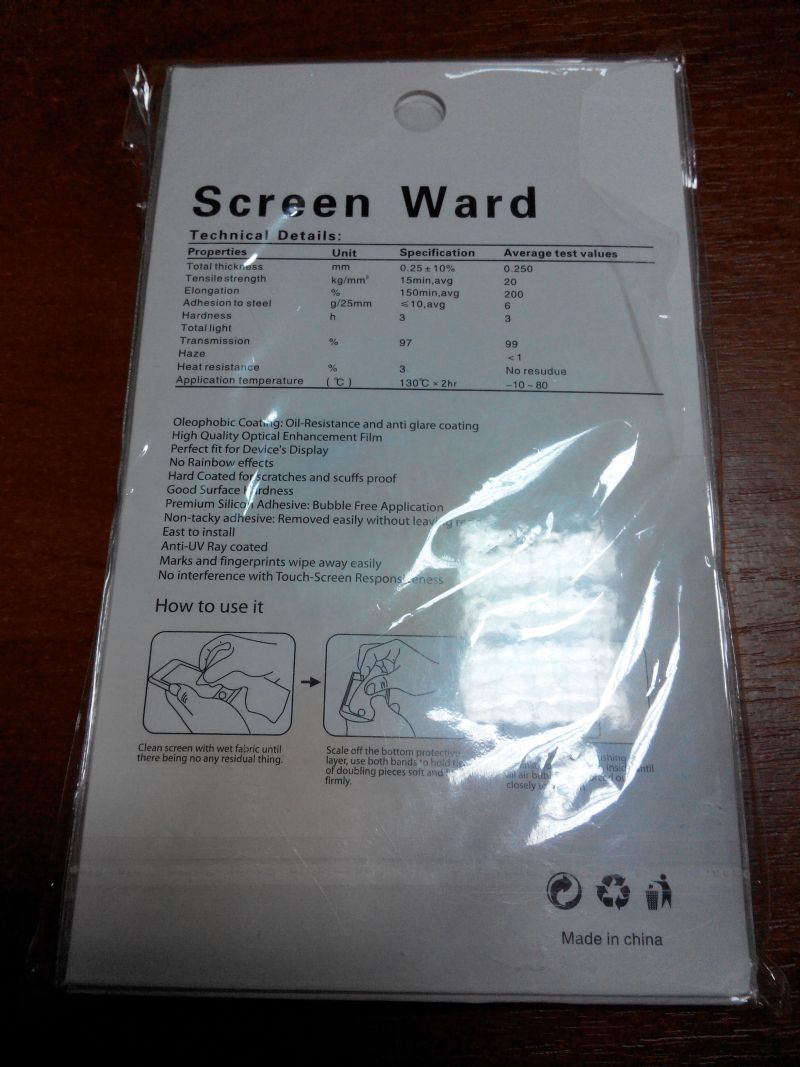 Screen Ward
Technical Details:
Properties Unit Specification Average test values
Total thickness mm 0.25±10% 0.250
Tensile strength kg/mm² 15min,avg 20
Elongation % 150min,avg 200
Adhesion to steel g/25mm ≤10,avg 6
Hardness h 3 3
Total light
Transmission % 97 99
Haze <1
Heat resistance % 3 No resudue
Application temperature (℃) 130℃×2hr −10~80
Oleophobic Coating: Oil-Resistance and anti glare coating
High Quality Optical Enhancement Film
Perfect fit for Device's Display
No Rainbow effects
Hard Coated for scratches and scuffs proof
Good Surface Hardness
Premium Silicon Adhesive: Bubble Free Application
Non-tacky adhesive: Removed easily without leaving
Easy to install
Anti-UV Ray coated
Marks and fingerprints wipe away easily
No interference with Touch-Screen Responsiveness
How to use it
Clean screen with wet fabric until
there being no any residual thing.
Scale off the bottom protective
layer, use both bands to hold
of doubling pieces soft and
firmly.
until
air
closely
Made in china